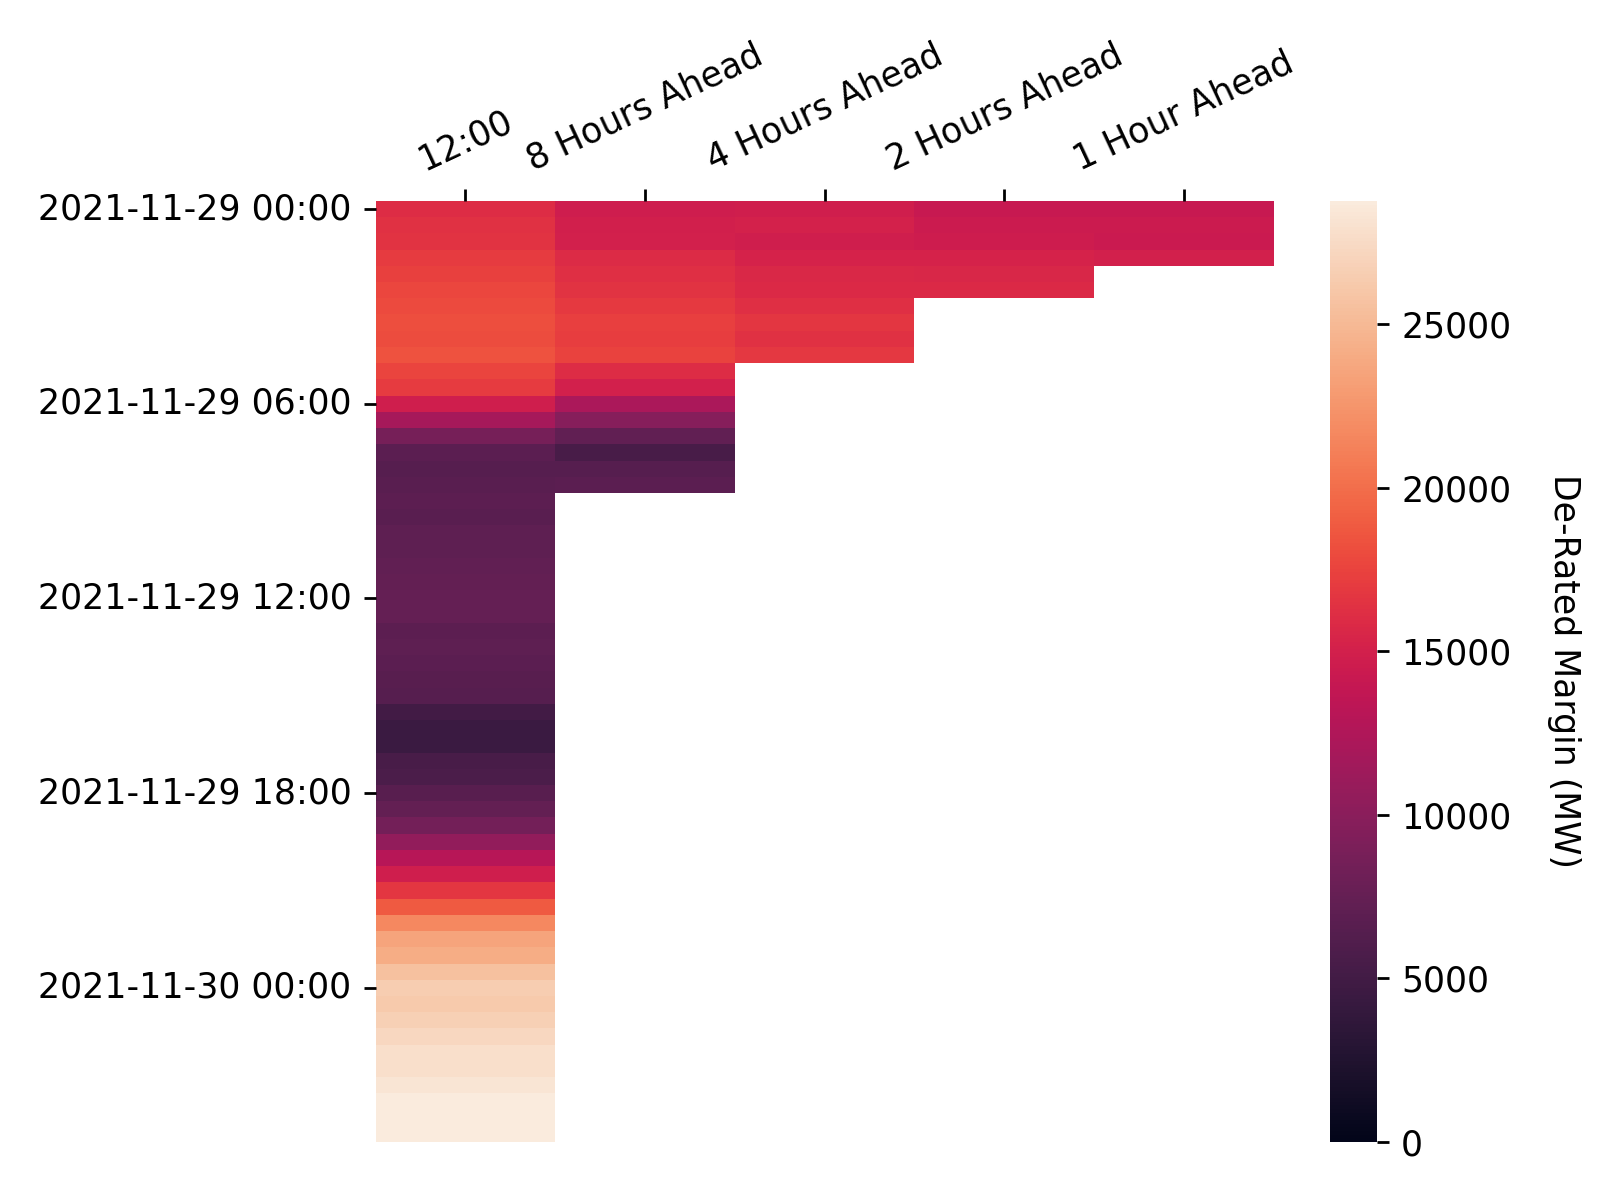 12:00
8 Hours Ahead
4 Hours Ahead
2 Hours Ahead
1 Hour Ahead
2021-11-29 00:00
2021-11-29 06:00
2021-11-29 12:00
2021-11-29 18:00
2021-11-30 00:00
25000
20000
15000
10000
5000
0
De-Rated Margin (MW)